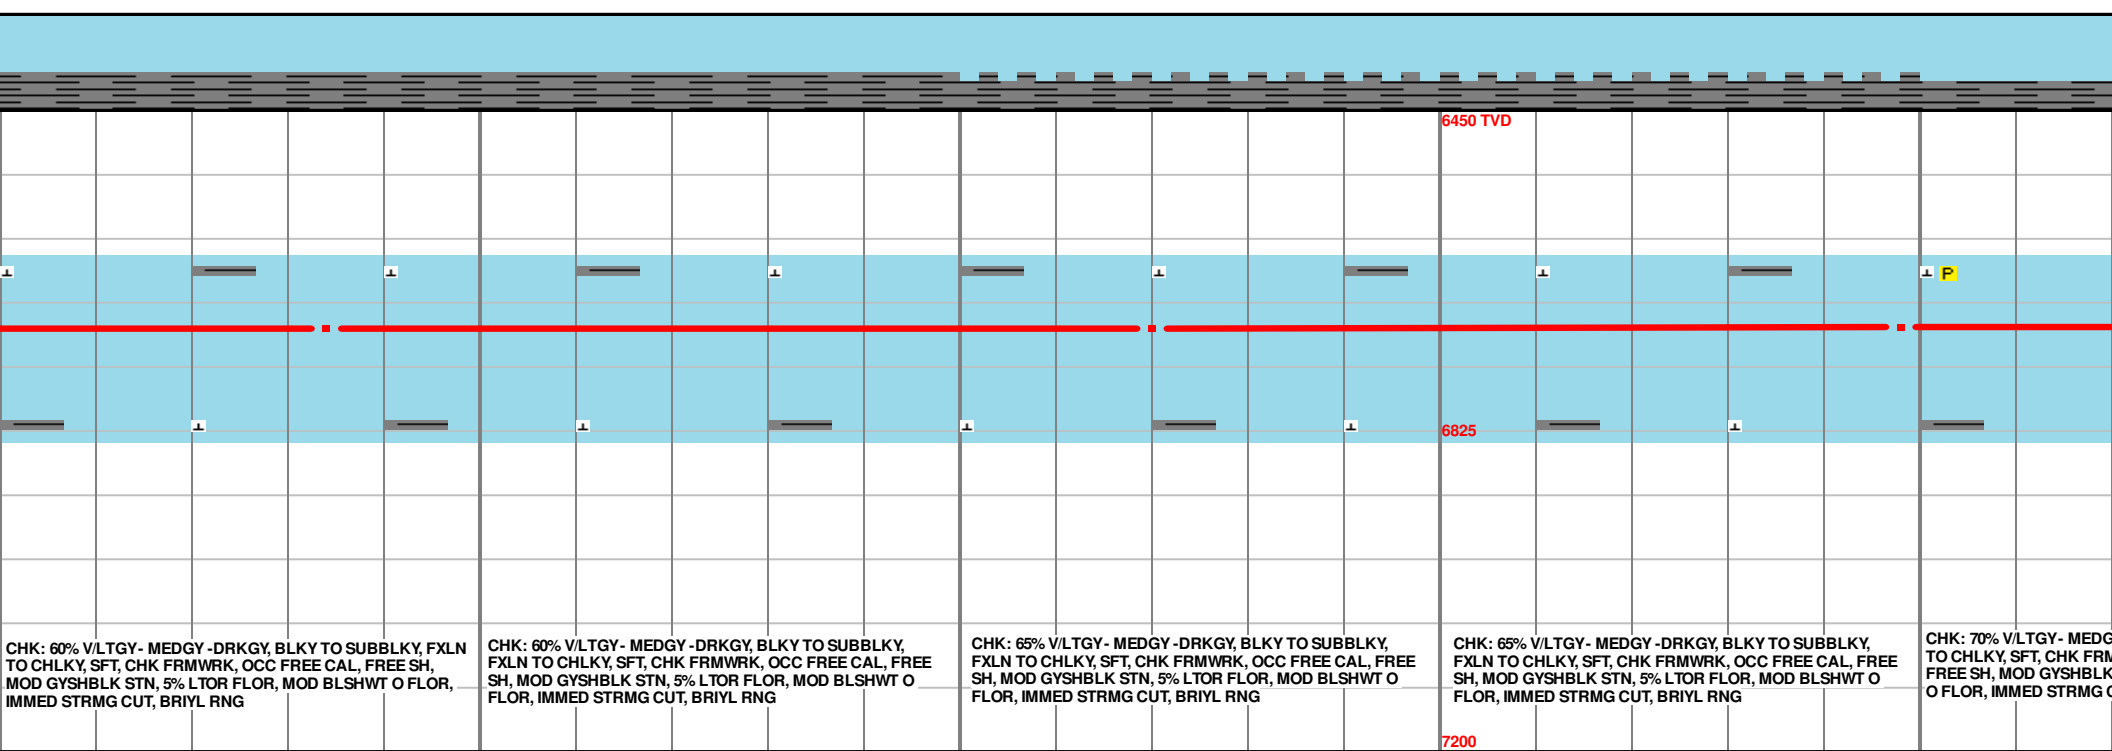 6450 TVD
P
6825
CHK: 60% V/LTGY- MEDGY -DRKGY, BLKY TO SUBBLKY, FXLN
TO CHLKY, SFT, CHK FRMWRK, OCC FREE CAL, FREE SH,
MOD GYSHBLK STN, 5% LTOR FLOR, MOD BLSHWT O FLOR,
IMMED STRMG CUT, BRIYL RNG
CHK: 60% V/LTGY- MEDGY -DRKGY, BLKY TO SUBBLKY,
FXLN TO CHLKY, SFT, CHK FRMWRK, OCC FREE CAL, FREE
SH, MOD GYSHBLK STN, 5% LTOR FLOR, MOD BLSHWT O
FLOR, IMMED STRMG CUT, BRIYL RNG
CHK: 65% V/LTGY- MEDGY -DRKGY, BLKY TO SUBBLKY,
FXLN TO CHLKY, SFT, CHK FRMWRK, OCC FREE CAL, FREE
SH, MOD GYSHBLK STN, 5% LTOR FLOR, MOD BLSHWT O
FLOR, IMMED STRMG CUT, BRIYL RNG
CHK: 65% V/LTGY- MEDGY -DRKGY, BLKY TO SUBBLKY,
FXLN TO CHLKY, SFT, CHK FRMWRK, OCC FREE CAL, FREE
SH, MOD GYSHBLK STN, 5% LTOR FLOR, MOD BLSHWT O
FLOR, IMMED STRMG CUT, BRIYL RNG
CHK: 70% V/LTGY- MEDG
TO CHLKY, SFT, CHK FRM
FREE SH, MOD GYSHBLK
O FLOR, IMMED STRMG
7200